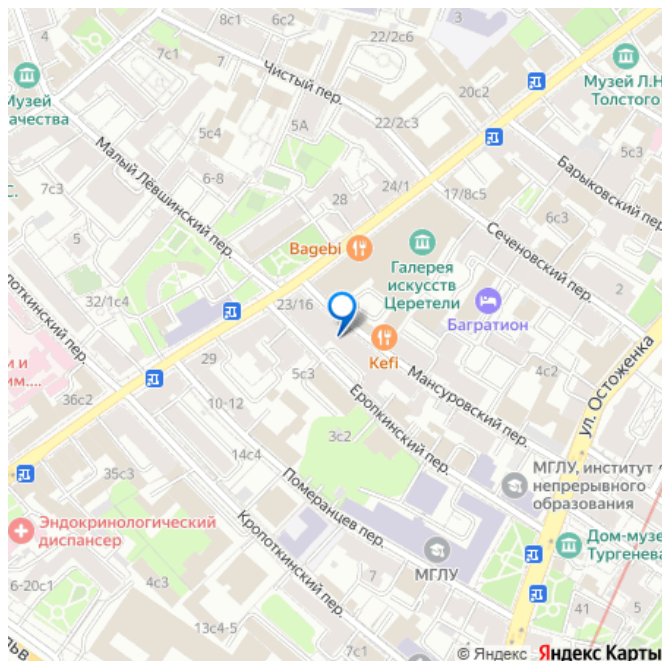 8с1
6с2
22/2с6
3
4
7с1
Чистый пер.
20с2
Музей Л.Н.
Толстого
Музей
ачества
5А
22/2с3
5с4
5с3
Малый Лёвшинский пер.
6-8
28
24/1
17/8с5
Барыковский пер.
7с3
С.
6с3
Сеченовский пер.
5
Bagebi
Галерея
искусств
Церетели
2
32/1с4
23/16
Багратион
опоткинский пер.
Kefi
29
5с3
Мансуровский пер.
4с2
ул. Остоженка
и и
им....
36с2
10-12
Еропкинский пер.
3с2
14с4
35с3
МГЛУ, институт
непрерывного
образования
Померанцев пер.
Эндокринологический
диспансер
Кропоткинский пер.
Дом-музе
Тургенева
МГЛУ
6-20с1
4с3
7
41
5
13с4-5
7с1
ЛЬВ
© Яндекс Яндекс Карты